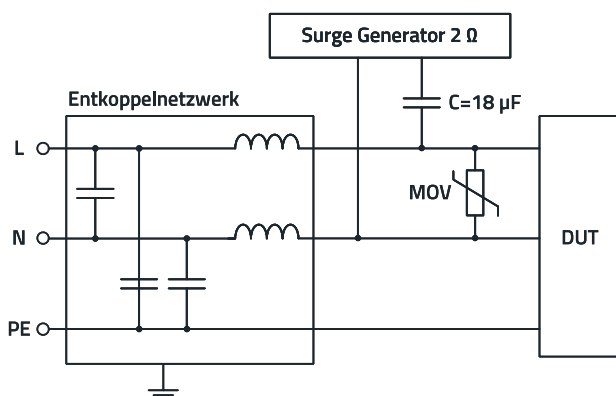 Surge Generator 2 Ω
Entkoppelnetzwerk
C=18 µF
L
MOV
N
DUT
PE